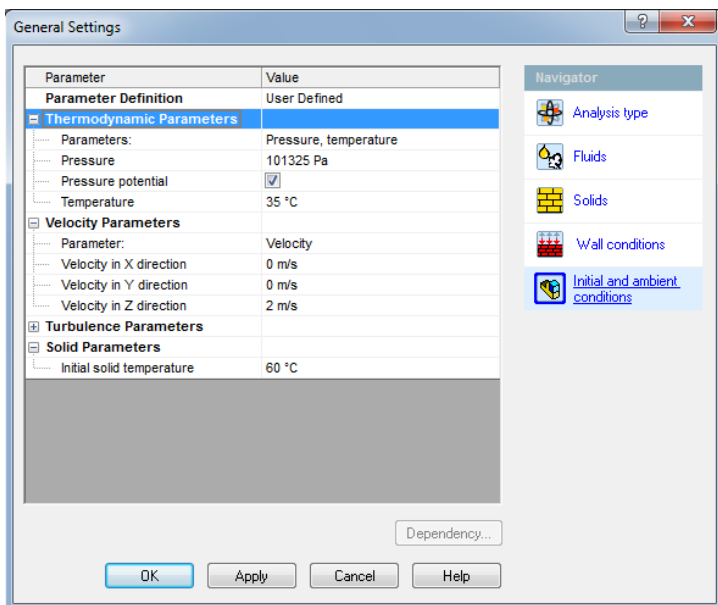 General Settings
?
Parameter Value
Parameter Definition User Defined
Thermodynamic Parameters
Parameters: Pressure, temperature
Pressure 101325 Pa
Pressure potential
Temperature 35 °C
Velocity Parameters
Parameter: Velocity
Velocity in X direction 0 m/s
Velocity in Y direction 0 m/s
Velocity in Z direction 2 m/s
Turbulence Parameters
Solid Parameters
Initial solid temperature 60 °C
Navigator
Analysis type
Fluids
Solids
Wall conditions
Initial and ambient
conditions
Dependency...
OK Apply Cancel Help